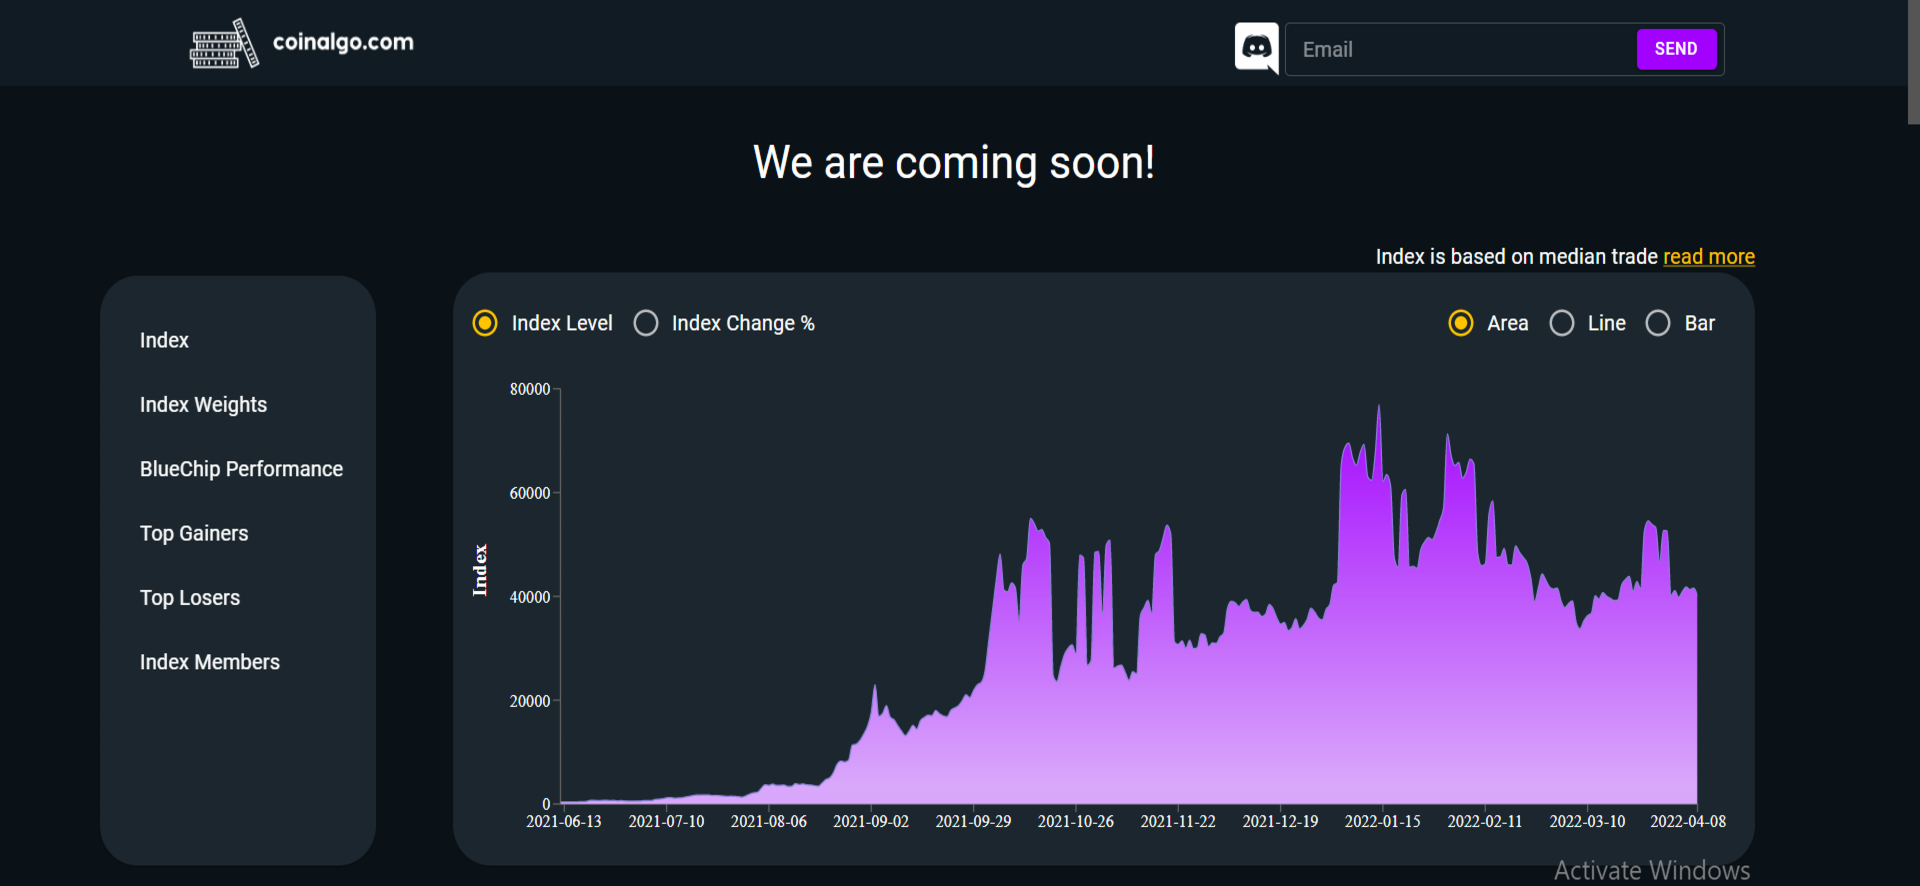 coinalgo.com
Email
SEND
We are coming soon!
Index is based on median trade read more
Index
Index Weights
BlueChip Performance
Top Gainers
Top Losers
Index Members
Index Level
Index Change %
Area
Line
Bar
Index
80000
60000
40000
20000
0
2021-06-13
2021-07-10
2021-08-06
2021-09-02
2021-09-29
2021-10-26
2021-11-22
2021-12-19
2022-01-15
2022-02-11
2022-03-10
2022-04-08
Activate Windows